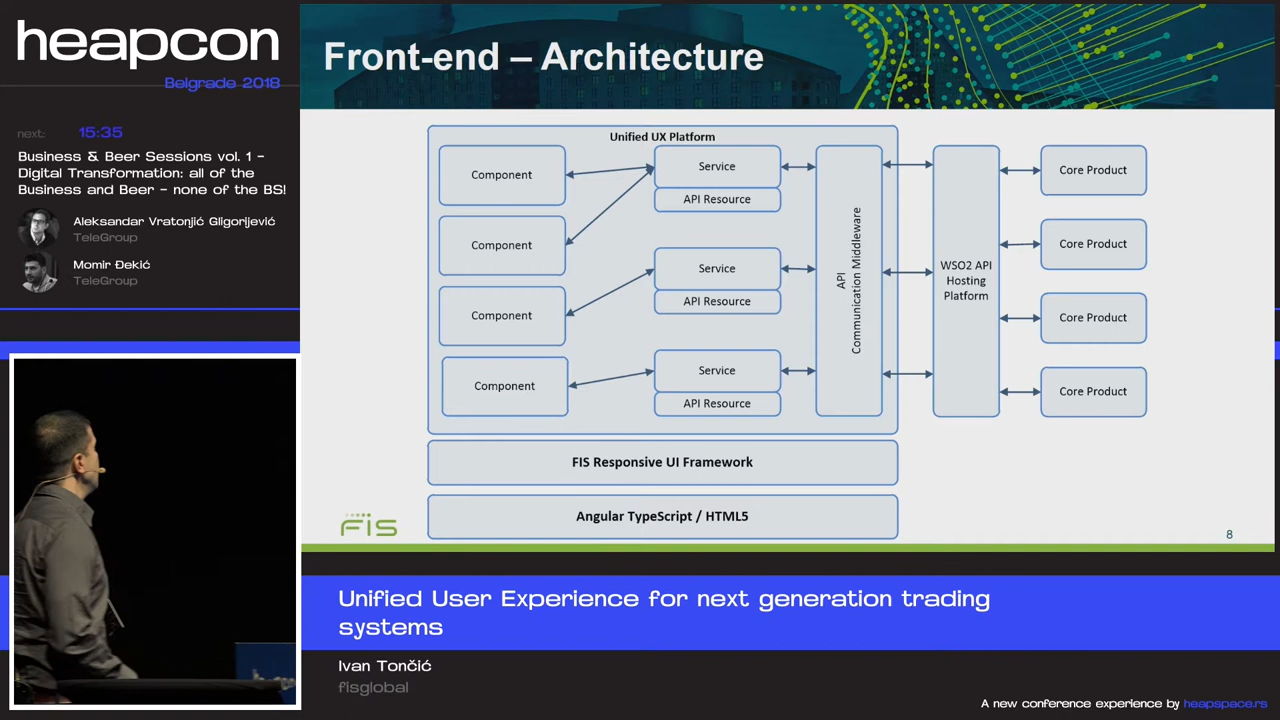 heapcon
Belgrade 2018
next: 15:35
Business & Beer Sessions vol. 1 -
Digital Transformation: all of the
Business and Beer - none of the BS!
Aleksandar Vratonjić Gligorijević
TeleGroup
Momir Đekić
TeleGroup
Front-end – Architecture
Unified UX Platform
Component
Component
Component
Component
Service
API Resource
Service
API Resource
Service
API Resource
API
Communication Middleware
WSO2 API
Hosting
Platform
Core Product
Core Product
Core Product
Core Product
FIS Responsive UI Framework
Angular TypeScript / HTML5
FIS
8
Unified User Experience for next generation trading
systems
Ivan Tončić
fisglobal
A new conference experience by heapspace.rs